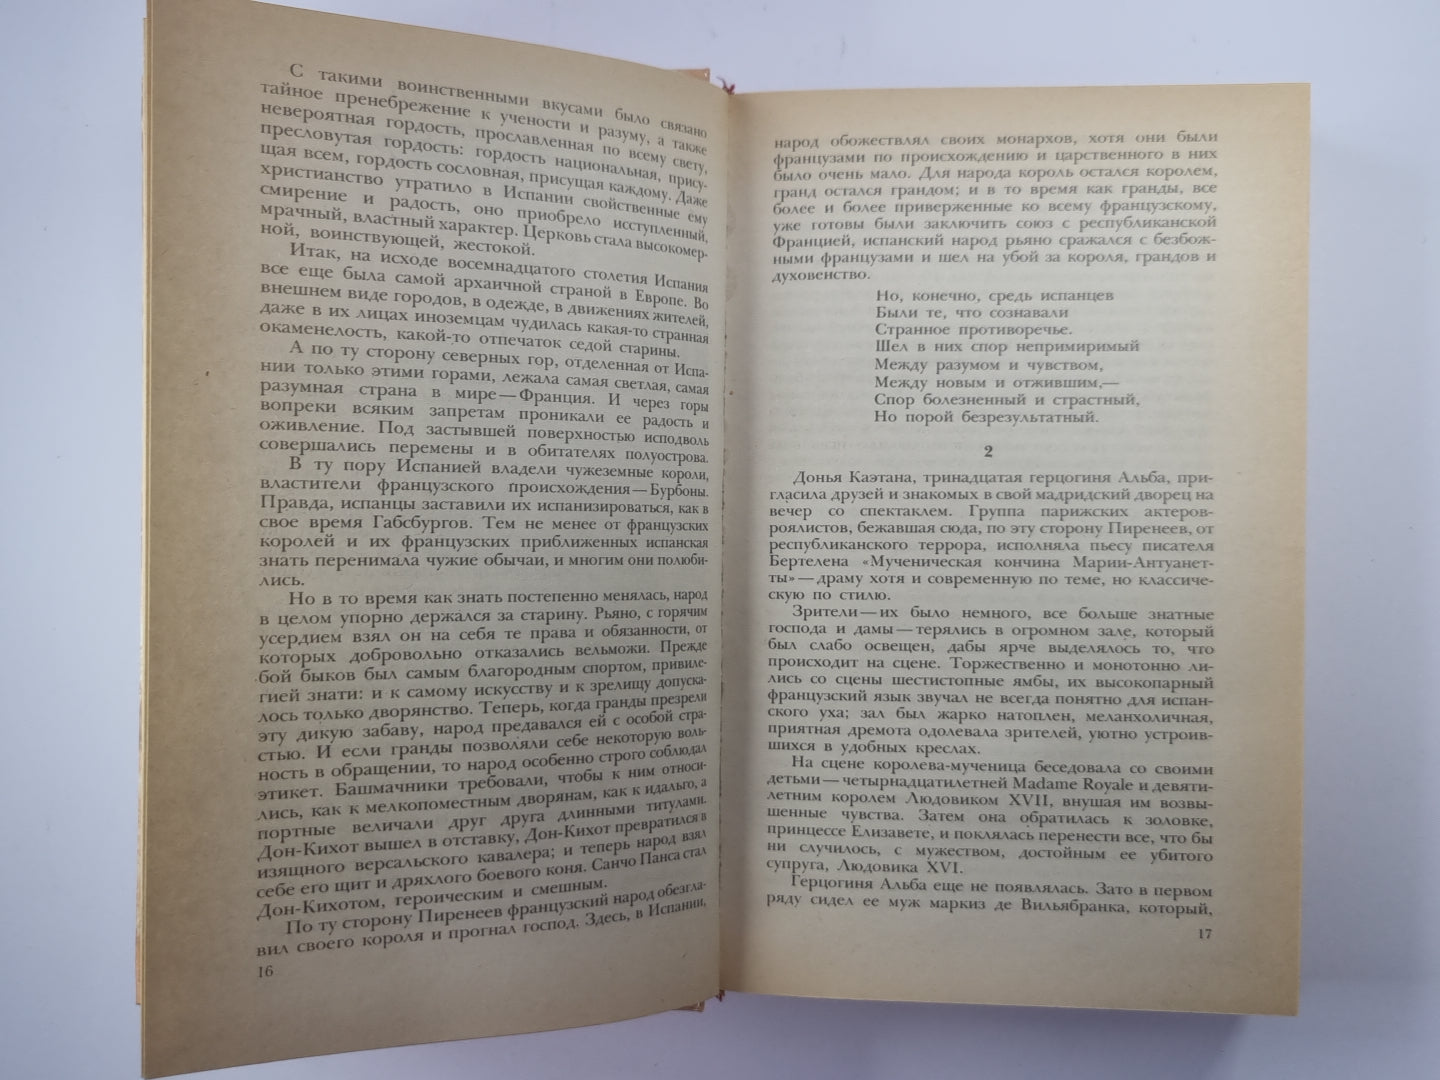 С такими воинственными вкусами было связано
тайное пренебрежение к учености и разуму, а также
невероятная гордость, прославленная по всему свету,
пресловутая гордость: гордость национальная, прису-
щая всем, гордость сословная, присущая каждому. Даже
христианство утратило в Испании свойственные ему
смирение и радость, оно приобрело исступленный,
мрачный, властный характер. Церковь стала высокомер-
ной, воинствующей, жестокой.
Итак, на исходе восемнадцатого столетия Испания
все еще была самой архаичной страной в Европе. Во
внешнем виде городов, в одежде, в движениях жителей,
даже в их лицах иноземцам чудилась какая-то странная
окаменелость, какой-то отпечаток седой старины.
А по ту сторону северных гор, отделенная от Испа-
нии только этими горами, лежала самая светлая, самая
разумная страна в мире—Франция. И через горы
вопреки всяким запретам проникали ее радость и
оживление. Под застывшей поверхностью исподволь
совершались перемены и в обитателях полуострова.
В ту пору Испанией владели чужеземные короли,
властители французского происхождения—Бурбоны.
Правда, испанцы заставили их испанизироваться, как в
свое время Габсбургов. Тем не менее от французских
королей и их французских приближенных испанская
знать перенимала чужие обычаи, и многим они полюби-
лись.
Но в то время как знать постепенно менялась, народ
в целом упорно держался за старину. Рьяно, с горячим
усердием взял он на себя те права и обязанности, от
которых добровольно отказались вельможи. Прежде
бой быков был самым благородным спортом, привиле-
гией знати: и к самому искусству и к зрелищу допуска-
лось только дворянство. Теперь, когда гранды презрели
эту дикую забаву, народ предавался ей с особой стра-
стью. И если гранды позволяли себе некоторую воль-
ность в обращении, то народ особенно строго соблюдал
этикет. Башмачники требовали, чтобы к ним относи-
лись, как к мелкопоместным дворянам, как к идальго, а
портные величали друг друга длинными титулами.
Дон-Кихот вышел в отставку, Дон-Кихот превратился в
изящного версальского кавалера; и теперь народ взял
себе его щит и дряхлого боевого коня. Санчо Панса стал
Дон-Кихотом, героическим и смешным.
По ту сторону Пиренеев французский народ обезгла-
вил своего короля и прогнал господ. Здесь, в Испании,
16
народ обожествлял своих монархов, хотя они были
французами по происхождению и царственного в них
было очень мало. Для народа король остался королем,
гранд остался грандом; и в то время как гранды, все
более и более приверженные ко всему французскому,
уже готовы были заключить союз с республиканской
Францией, испанский народ рьяно сражался с безбож-
ными французами и шел на убой за короля, грандов и
духовенство.
Но, конечно, средь испанцев
Были те, что сознавали
Странное противоречье.
Шел в них спор непримиримый
Между разумом и чувством,
Между новым и отжившим,—
Спор болезненный и страстный,
Но порой безрезультатный.
2
Донья Каэтана, тринадцатая герцогиня Альба, при-
гласила друзей и знакомых в свой мадридский дворец на
вечер со спектаклем. Группа парижских актеров-
роялистов, бежавшая сюда, по эту сторону Пиренеев, от
республиканского террора, исполняла пьесу писателя
Бертелена «Мученическая кончина Марии-Антуанет-
ты»—драму хотя и современную по теме, но классиче-
скую по стилю.
Зрители—их было немного, все больше знатные
господа и дамы—терялись в огромном зале, который
был слабо освещен, дабы ярче выделялось то, что
происходит на сцене. Торжественно и монотонно ли-
лись со сцены шестистопные ямбы, их высокопарный
французский язык звучал не всегда понятно для испан-
ского уха; зал был жарко натоплен, меланхоличная,
приятная дремота одолевала зрителей, уютно устроив-
шихся в удобных креслах.
На сцене королева-мученица беседовала со своими
детьми—четырнадцатилетней Madame Royale и девяти-
летним королем Людовиком XVII, внушая им возвы-
шенные чувства. Затем она обратилась к золовке,
принцессе Елизавете, и поклялась перенести все, что бы
ни случилось, с мужеством, достойным ее убитого
супруга, Людовика XVI.
Герцогиня Альба еще не появлялась. Зато в первом
ряду сидел ее муж маркиз де Вильябранка, который,
17